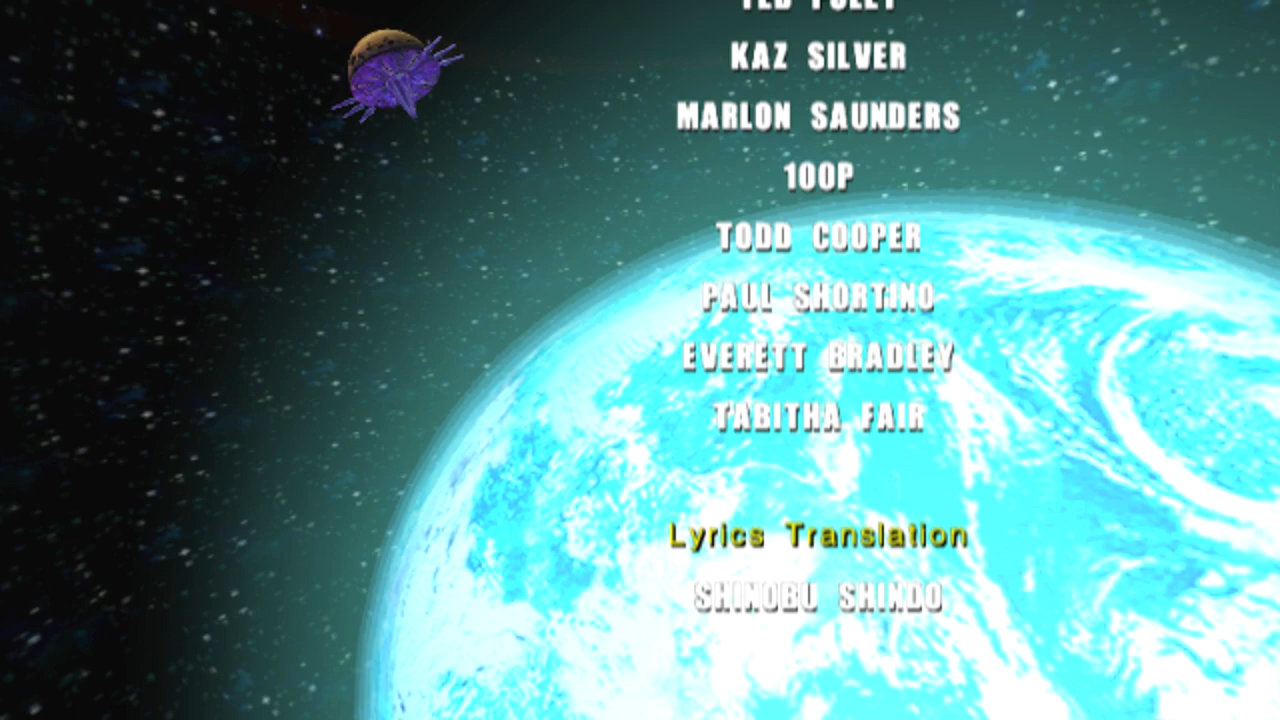 KAZ SILVER
MARLON SAUNDERS
100P
TODD COOPER
PAUL SHORTINO
EVERETT BRADLEY
TABITHA FAIR
Lyrics Translation
SHINOBU SHINDO